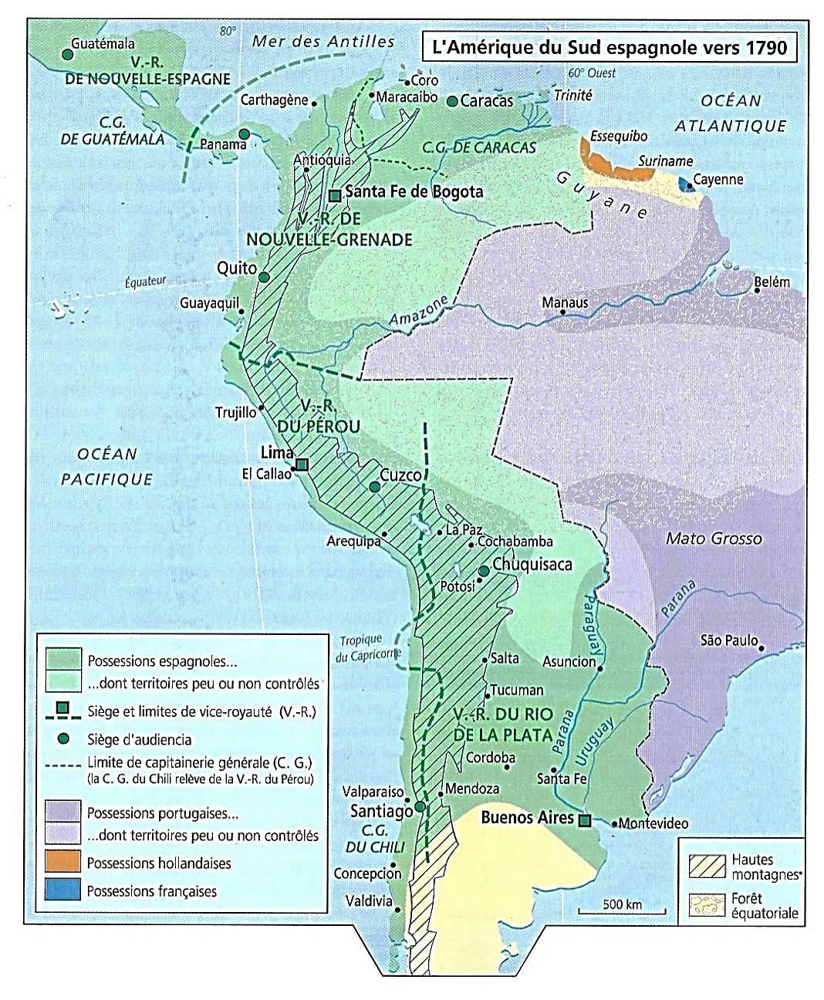 L'Amérique du Sud espagnole vers 1790
80°
Mer des Antilles
60° Ouest
Guatémala
V.-R.
DE NOUVELLE-ESPAGNE
C.G.
DE GUATÉMALA
Panama
Carthagène
Coro
Maracaibo
Caracas
Trinité
OCÉAN
ATLANTIQUE
C.G. DE CARACAS
Essequibo
Suriname
Cayenne
Guyane
Antioquia
Santa Fe de Bogota
V.-R. DE
NOUVELLE-GRENADE
Quito
Équateur
Guayaquil
Amazone
Manaus
Belém
Trujillo
V.-R.
DU PÉROU
Lima
El Callao
Cuzco
OCÉAN
PACIFIQUE
Arequipa
La Paz
Cochabamba
Chuquisaca
Potosi
Mato Grosso
Parana
Paraguay
São Paulo
Tropique
du Capricorne
Salta
Asuncion
Tucuman
V.-R. DU RIO
DE LA PLATA
Parana
Uruguay
Cordoba
Santa Fe
Valparaiso
Mendoza
Santiago
C.G.
DU CHILI
Buenos Aires
Montevideo
Concepcion
Valdivia
Possessions espagnoles...
...dont territoires peu ou non contrôlés
Siège et limites de vice-royauté (V.-R.)
Siège d'audiencia
Limite de capitainerie générale (C. G.)
(la C. G. du Chili relève de la V.-R. du Pérou)
Possessions portugaises...
...dont territoires peu ou non contrôlés
Possessions hollandaises
Possessions françaises
500 km
Hautes
montagnes•
Forêt
équatoriale